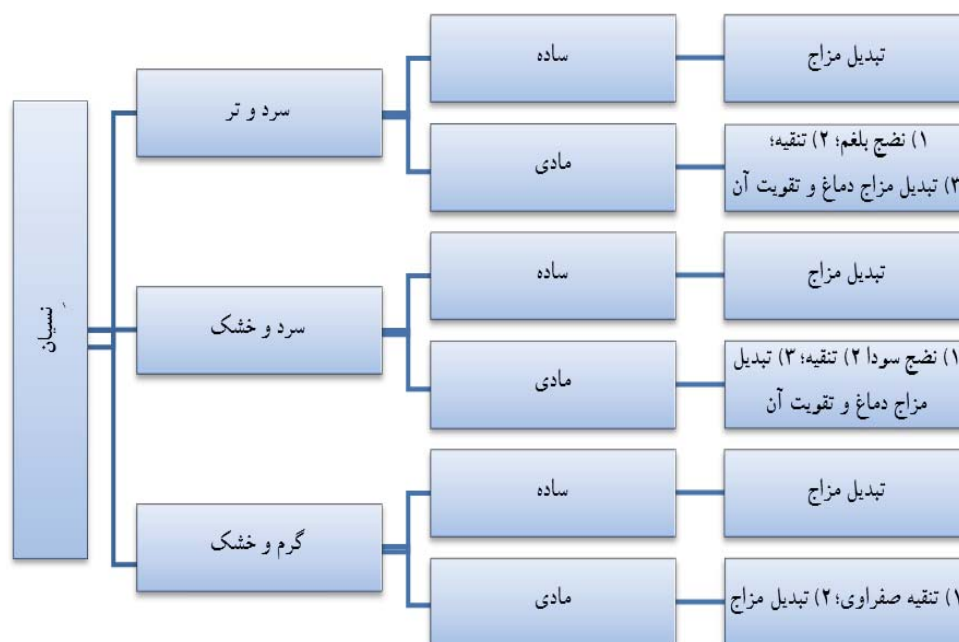 نِسیان
سرد و تر
ساده
تبدیل مزاج
مادی
۱) نضج بلغم؛ ۲) تنقیه؛
۳) تبدیل مزاج دماغ و تقویت آن
سرد و خشک
ساده
تبدیل مزاج
مادی
۱) نضج سودا ۲) تنقیه؛ ۳) تبدیل
مزاج دماغ و تقویت آن
گرم و خشک
ساده
تبدیل مزاج
مادی
۱) تنقیه صفراوی؛ ۲) تبدیل مزاج